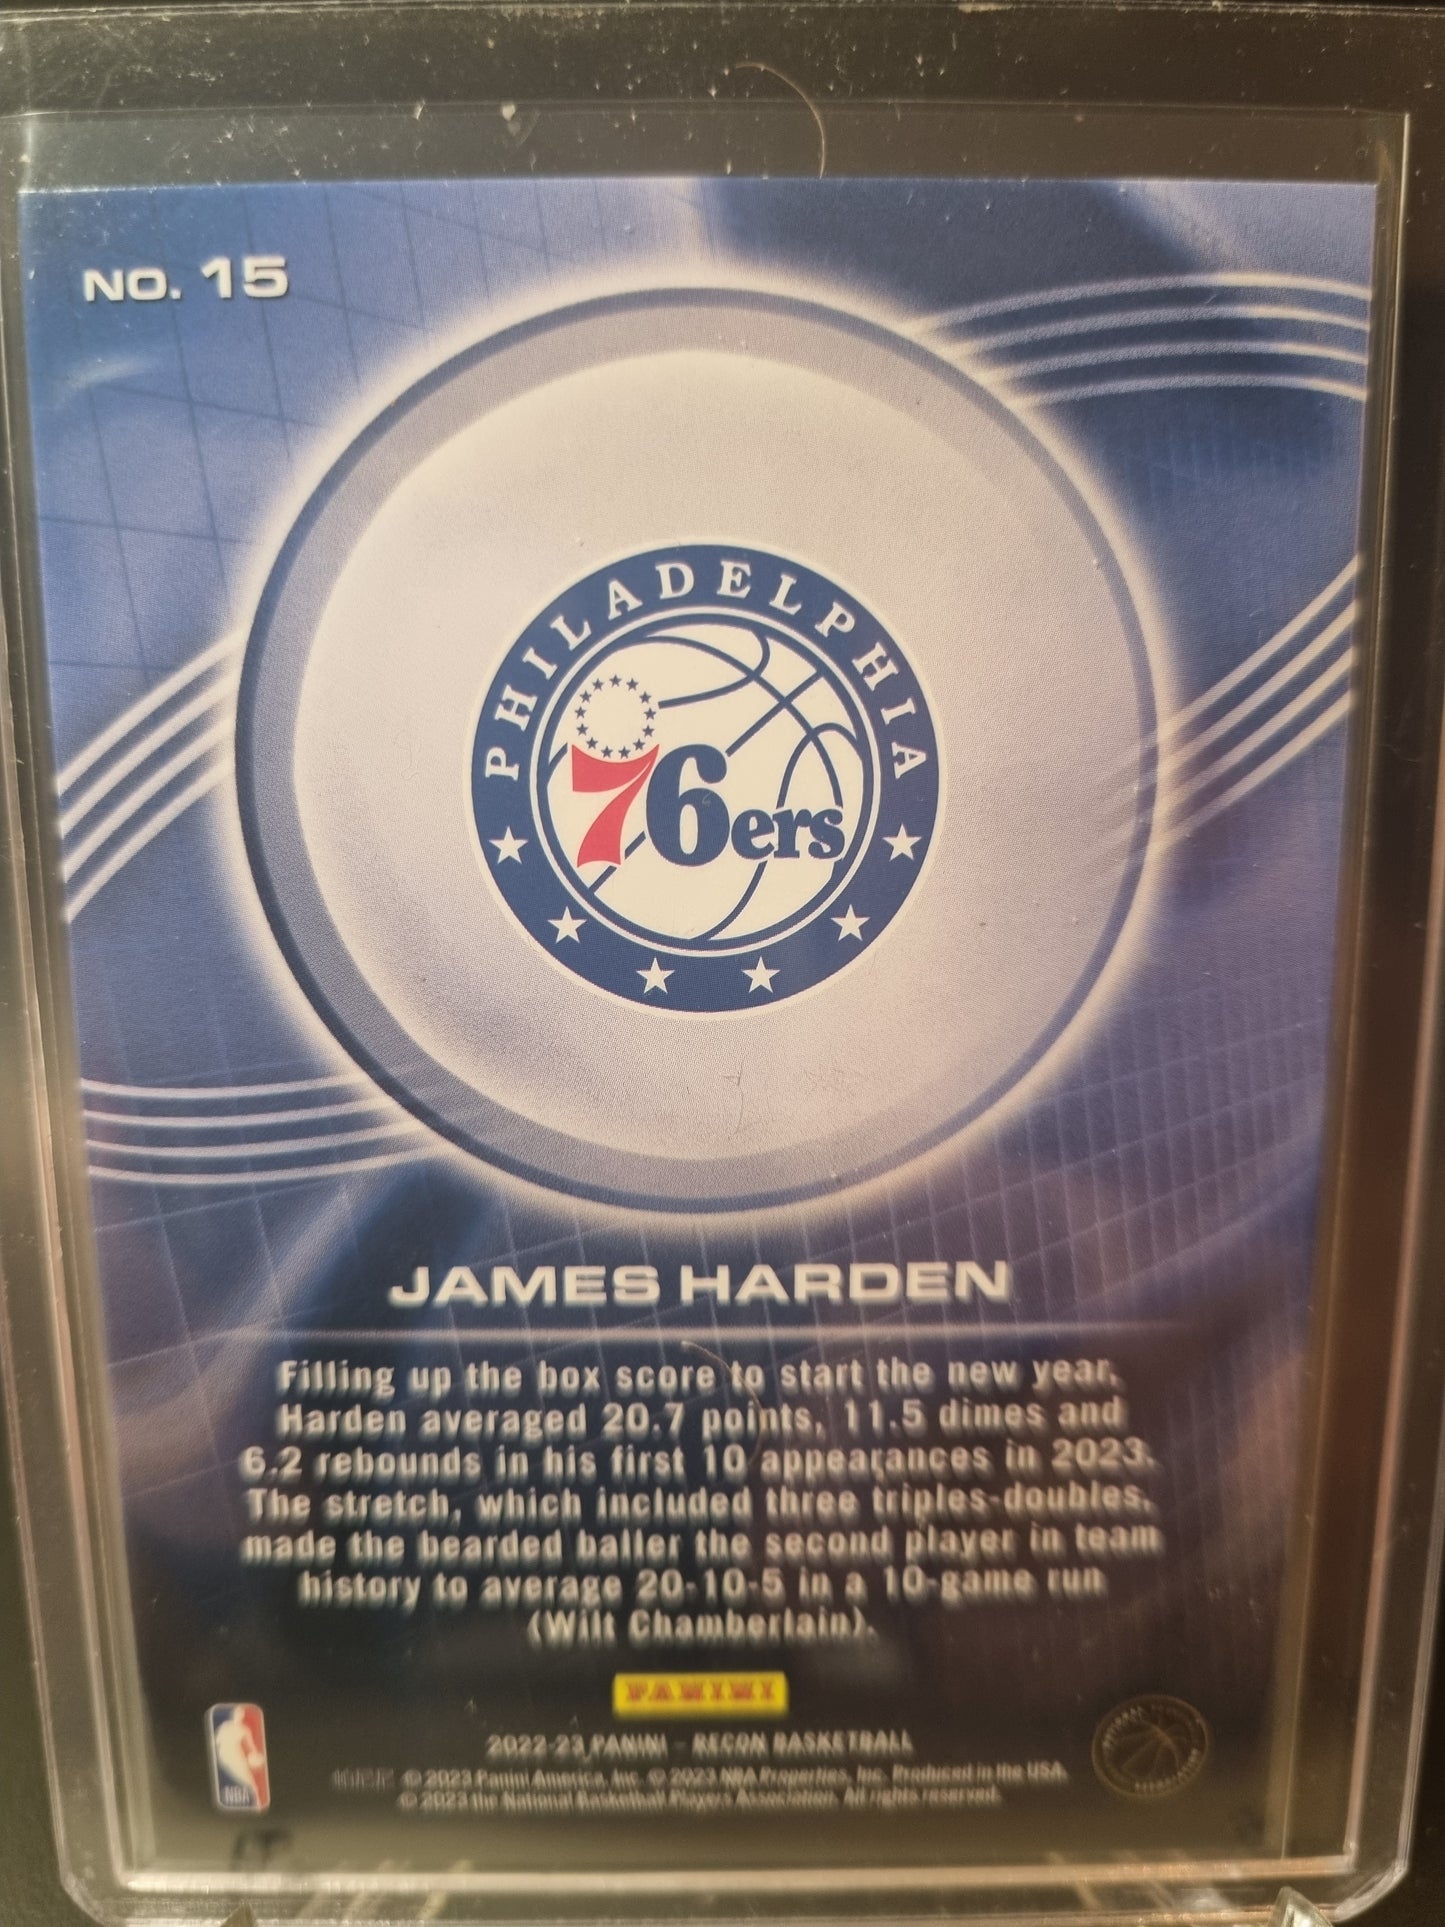 NO. 15
PHILADELPHIA
76ers
JAMES HARDEN
Filling up the box score to start the new year,
Harden averaged 20.7 points, 11.5 dimes and
6.2 rebounds in his first 10 appearances in 2023.
The stretch, which included three triples-doubles,
made the bearded baller the second player in team
history to average 20-10-5 in a 10-game run
(Wilt Chamberlain).
PANINI
2022-23 PANINI - RECON BASKETBALL
© 2023 Panini America, Inc. © 2023 NBA Properties, Inc. Produced in the USA.
© 2023 the National Basketball Players Association. All rights reserved.
NBA